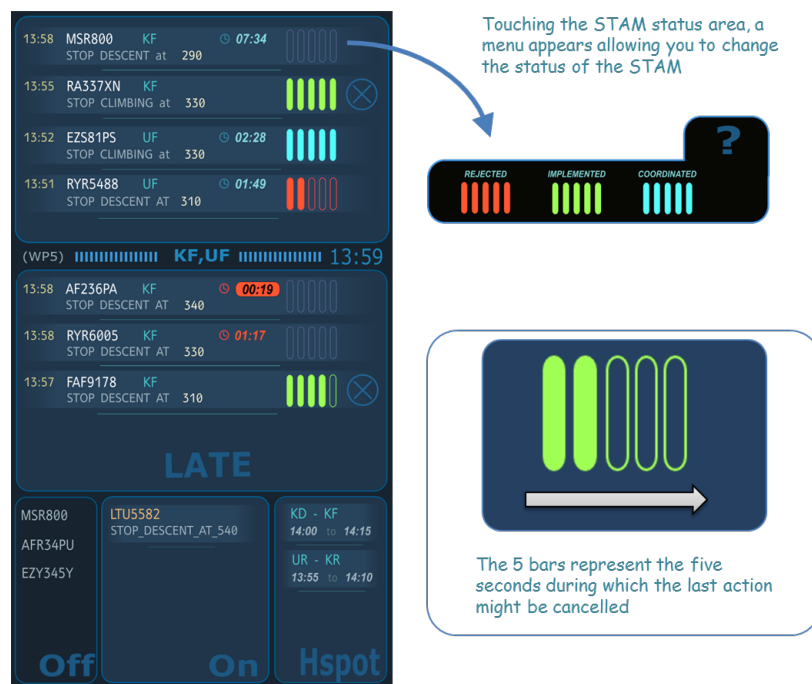 13:58 MSR800 KF 07:34
STOP DESCENT at 290
13:55 RA337XN KF
STOP CLIMBING at 330
13:52 EZS81PS UF 02:28
STOP CLIMBING at 330
13:51 RYR5488 UF 01:49
STOP DESCENT AT 310
(WP5) KF,UF 13:59
13:58 AF236PA KF 00:19
STOP DESCENT AT 340
13:58 RYR6005 KF 01:17
STOP DESCENT AT 330
13:57 FAF9178 KF
STOP DESCENT AT 310
LATE
MSR800
AFR34PU
EZY345Y
Off
LTU5582
STOP_DESCENT_AT_540
On
KD - KF
14:00 to 14:15
UR - KR
13:55 to 14:10
Hspot
Touching the STAM status area, a
menu appears allowing you to change
the status of the STAM
?
REJECTED IMPLEMENTED COORDINATED
The 5 bars represent the five
seconds during which the last action
might be cancelled